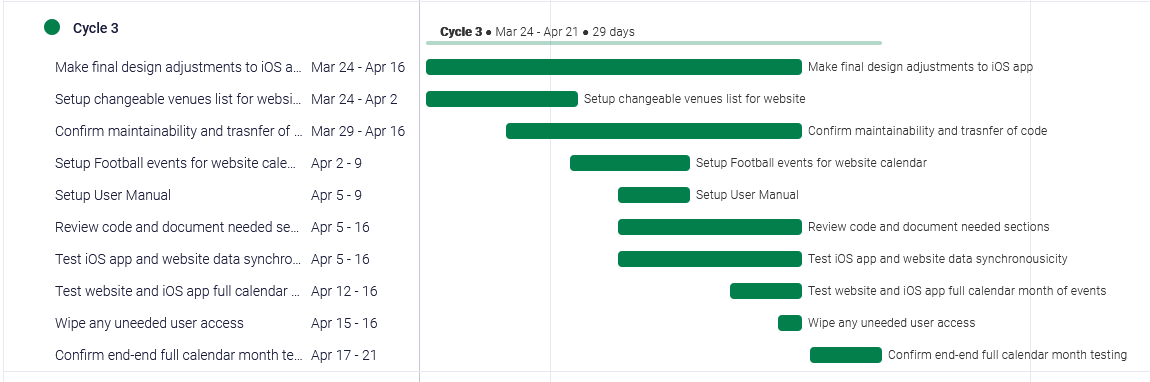 Cycle 3
Cycle 3 ● Mar 24 - Apr 21 ● 29 days
Make final design adjustments to iOS a... Mar 24 - Apr 16 Make final design adjustments to iOS app
Setup changeable venues list for websi... Mar 24 - Apr 2 Setup changeable venues list for website
Confirm maintainability and trasnfer of ... Mar 29 - Apr 16 Confirm maintainability and trasnfer of code
Setup Football events for website cale... Apr 2 - 9 Setup Football events for website calendar
Setup User Manual Apr 5 - 9 Setup User Manual
Review code and document needed se... Apr 5 - 16 Review code and document needed sections
Test iOS app and website data synchro... Apr 5 - 16 Test iOS app and website data synchronousicity
Test website and iOS app full calendar ... Apr 12 - 16 Test website and iOS app full calendar month of events
Wipe any uneeded user access Apr 15 - 16 Wipe any uneeded user access
Confirm end-end full calendar month te... Apr 17 - 21 Confirm end-end full calendar month testing